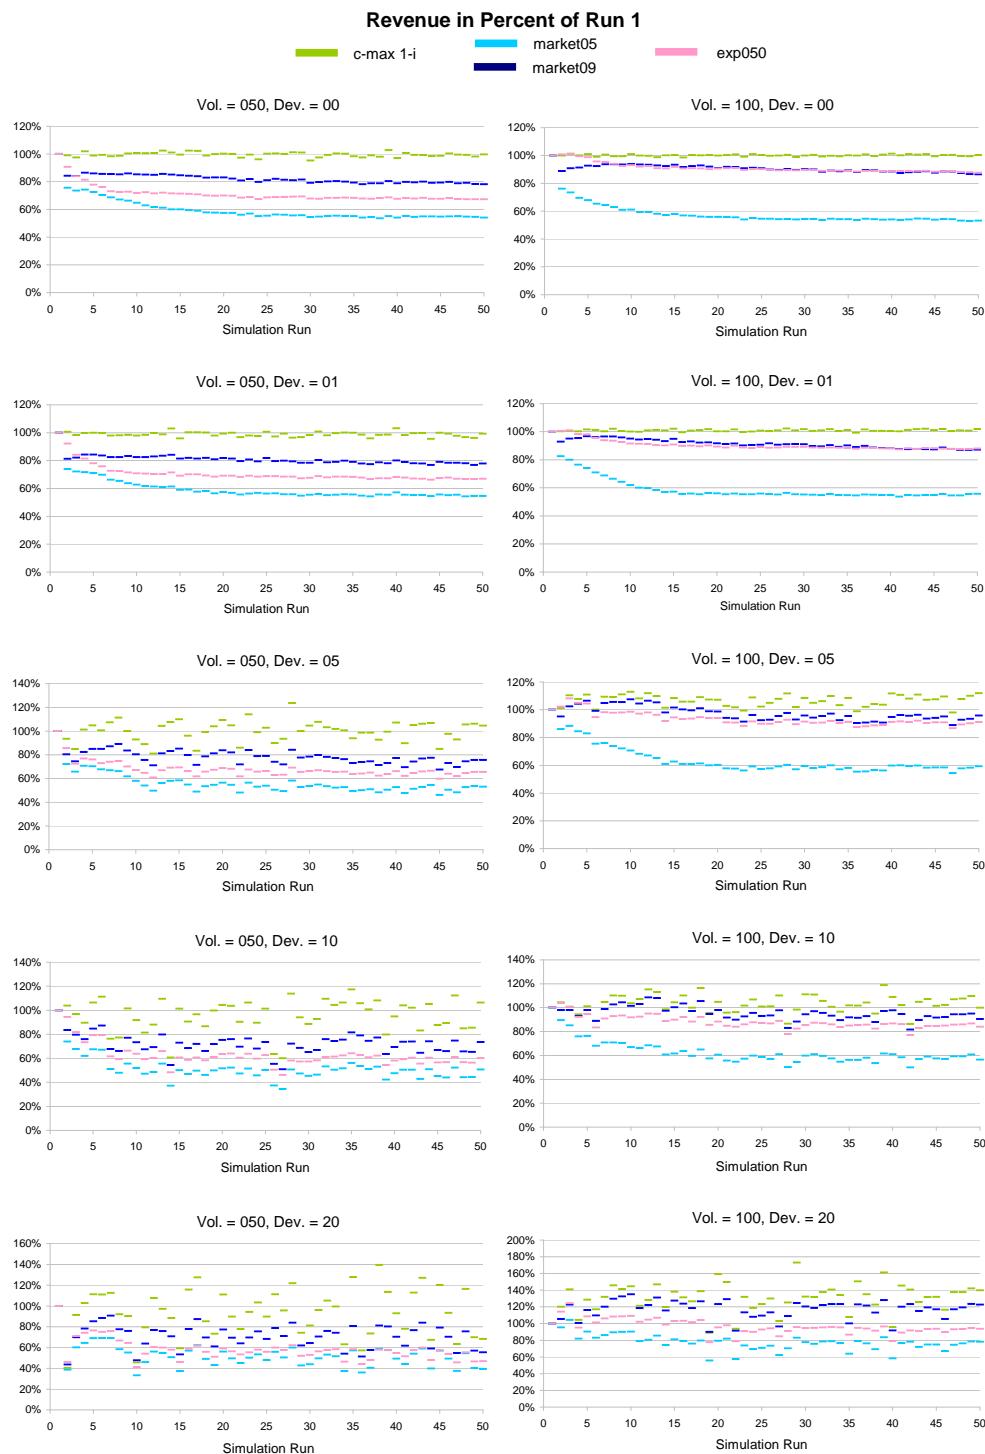 Revenue in Percent of Run 1
c-max 1-i
market05
market09
exp050
Vol. = 050, Dev. = 00
120%
100%
80%
60%
40%
20%
0%
0 5 10 15 20 25 30 35 40 45 50
Simulation Run
Vol. = 100, Dev. = 00
120%
100%
80%
60%
40%
20%
0%
0 5 10 15 20 25 30 35 40 45 50
Simulation Run
Vol. = 050, Dev. = 01
120%
100%
80%
60%
40%
20%
0%
0 5 10 15 20 25 30 35 40 45 50
Simulation Run
Vol. = 100, Dev. = 01
120%
100%
80%
60%
40%
20%
0%
0 5 10 15 20 25 30 35 40 45 50
Simulation Run
Vol. = 050, Dev. = 05
140%
120%
100%
80%
60%
40%
20%
0%
0 5 10 15 20 25 30 35 40 45 50
Simulation Run
Vol. = 100, Dev. = 05
120%
100%
80%
60%
40%
20%
0%
0 5 10 15 20 25 30 35 40 45 50
Simulation Run
Vol. = 050, Dev. = 10
140%
120%
100%
80%
60%
40%
20%
0%
0 5 10 15 20 25 30 35 40 45 50
Simulation Run
Vol. = 100, Dev. = 10
140%
120%
100%
80%
60%
40%
20%
0%
0 5 10 15 20 25 30 35 40 45 50
Simulation Run
Vol. = 050, Dev. = 20
160%
140%
120%
100%
80%
60%
40%
20%
0%
0 5 10 15 20 25 30 35 40 45 50
Simulation Run
Vol. = 100, Dev. = 20
200%
180%
160%
140%
120%
100%
80%
60%
40%
20%
0%
0 5 10 15 20 25 30 35 40 45 50
Simulation Run